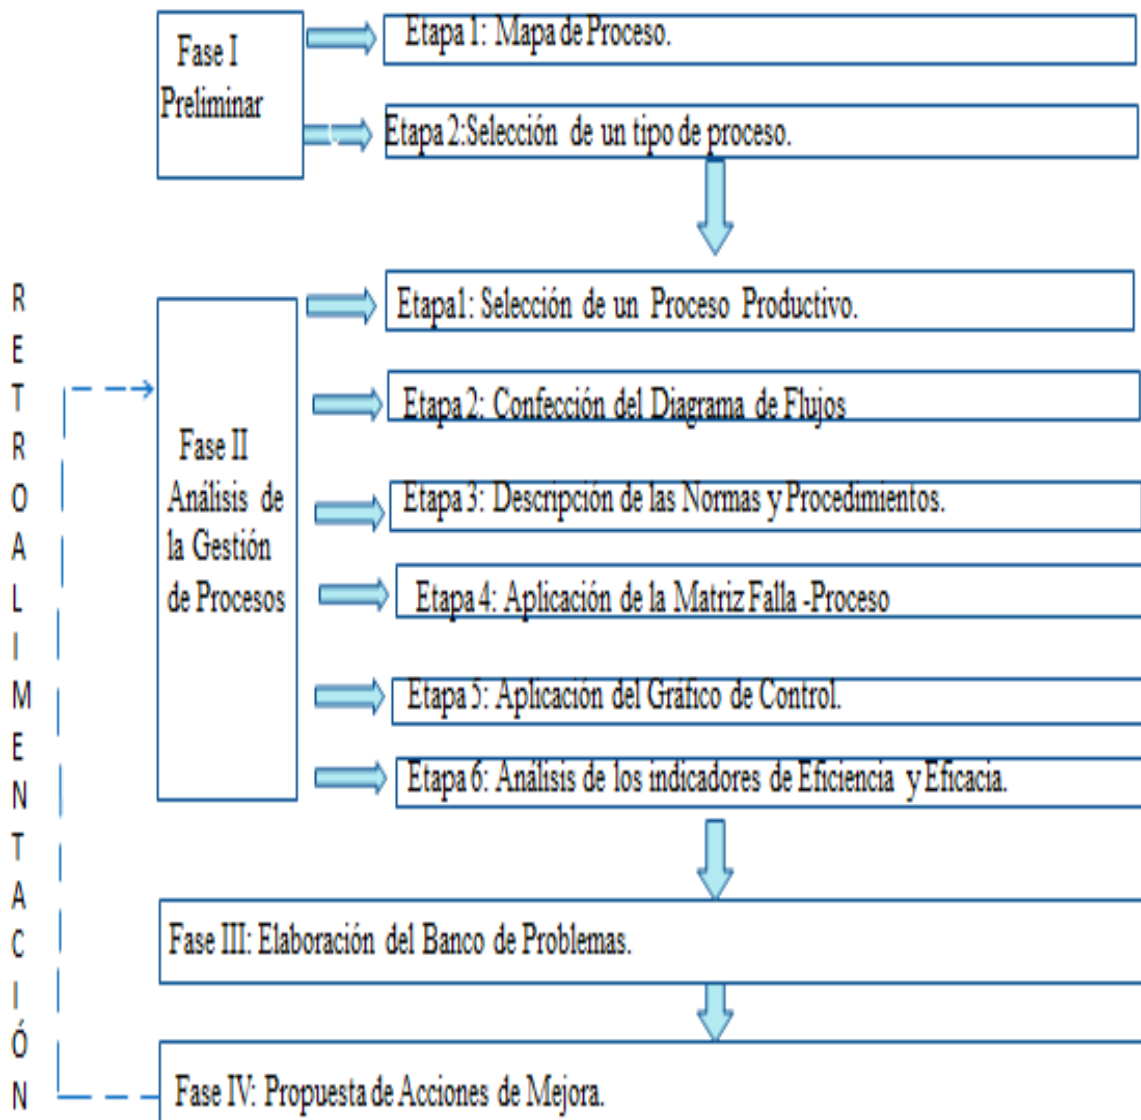 Fase I
Preliminar
Etapa 1: Mapa de Proceso.
Etapa 2:Selección de un tipo de proceso.
RETROALIMENTACIÓN
Fase II
Análisis de
la Gestión
de Procesos
Etapa1: Selección de un Proceso Productivo.
Etapa 2: Confección del Diagrama de Flujos
Etapa 3: Descripción de las Normas y Procedimientos.
Etapa 4: Aplicación de la Matriz Falla -Proceso
Etapa 5: Aplicación del Gráfico de Control.
Etapa 6: Análisis de los indicadores de Eficiencia y Eficacia.
Fase III: Elaboración del Banco de Problemas.
Fase IV: Propuesta de Acciones de Mejora.